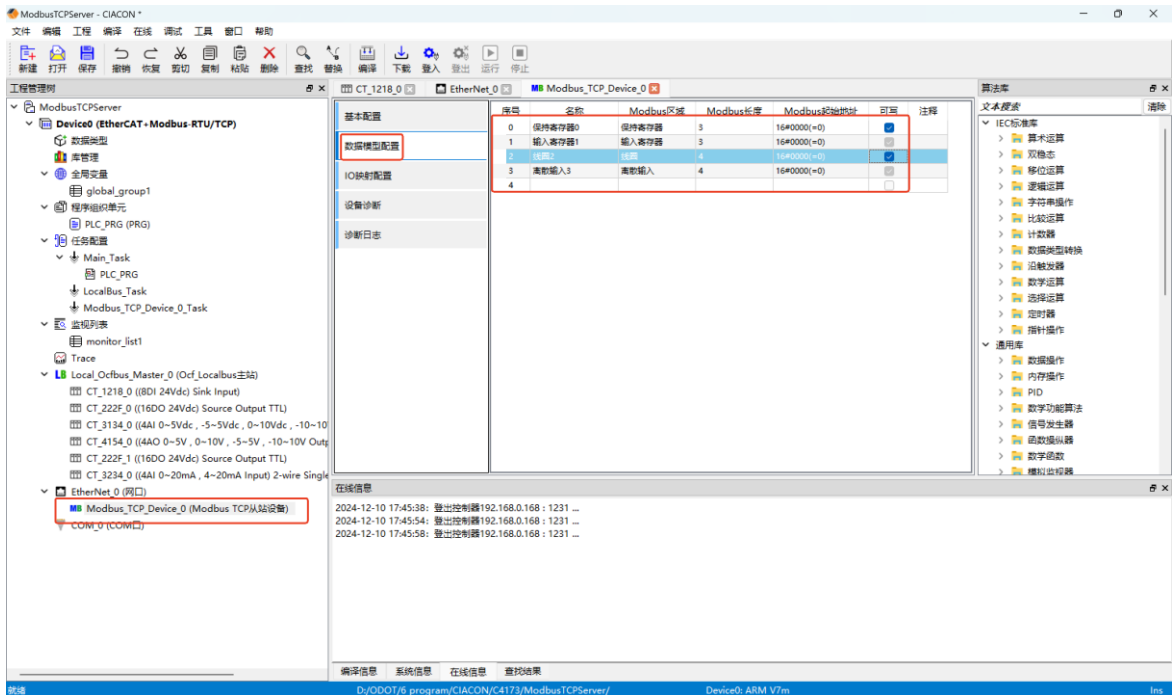 ModbusTCPServer - CIACON *
文件 编辑 工程 编译 在线 调试 工具 窗口 帮助
新建 打开 保存 撤销 恢复 剪切 复制 粘贴 删除 查找 替换 编译 下载 登入 登出 运行 停止
工程管理树
ModbusTCPServer
Device0 (EtherCAT+Modbus-RTU/TCP)
数据类型
库管理
全局变量
global_group1
程序组织单元
PLC_PRG (PRG)
任务配置
Main_Task
PLC_PRG
LocalBus_Task
Modbus_TCP_Device_0_Task
监视列表
monitor_list1
Trace
LB Local_Ocfbus_Master_0 (Ocf_Localbus主站)
CT_1218_0 ((8DI 24Vdc) Sink Input)
CT_222F_0 ((16DO 24Vdc) Source Output TTL)
CT_3134_0 ((4AI 0~5Vdc , -5~5Vdc , 0~10Vdc , -10~10
CT_4154_0 ((4AO 0~5V , 0~10V , -5~5V , -10~10V Outp
CT_222F_1 ((16DO 24Vdc) Source Output TTL)
CT_3234_0 ((4AI 0~20mA , 4~20mA Input) 2-wire Single
EtherNet_0 (网口)
MB Modbus_TCP_Device_0 (Modbus TCP从站设备)
COM_0 (COM口)
CT_1218_0 EtherNet_0 MB Modbus_TCP_Device_0
基本配置
数据模型配置
IO映射配置
设备诊断
诊断日志
序号 名称 Modbus区域 Modbus长度 Modbus起始地址 可写 注释
0 保持寄存器0 保持寄存器 3 16#0000(=0)
1 输入寄存器1 输入寄存器 3 16#0000(=0)
2 线圈2 线圈 4 16#0000(=0)
3 离散输入3 离散输入 4 16#0000(=0)
4
算法库
文本搜索 清除
IEC标准库
算术运算
双稳态
移位运算
逻辑运算
字符串操作
比较运算
计数器
数据类型转换
沿触发器
数学运算
选择运算
定时器
指针操作
通用库
数据操作
内存操作
PID
数学功能算法
信号发生器
函数操纵器
数学函数
模拟监视器
在线信息
2024-12-10 17:45:38: 登出控制器192.168.0.168 : 1231 ...
2024-12-10 17:45:54: 登出控制器192.168.0.168 : 1231 ...
2024-12-10 17:45:58: 登出控制器192.168.0.168 : 1231 ...
编译信息 系统信息 在线信息 查找结果
就绪 D:/ODOT/6 program/CIACON/C4173/ModbusTCPServer/ Device0: ARM V7m Ins